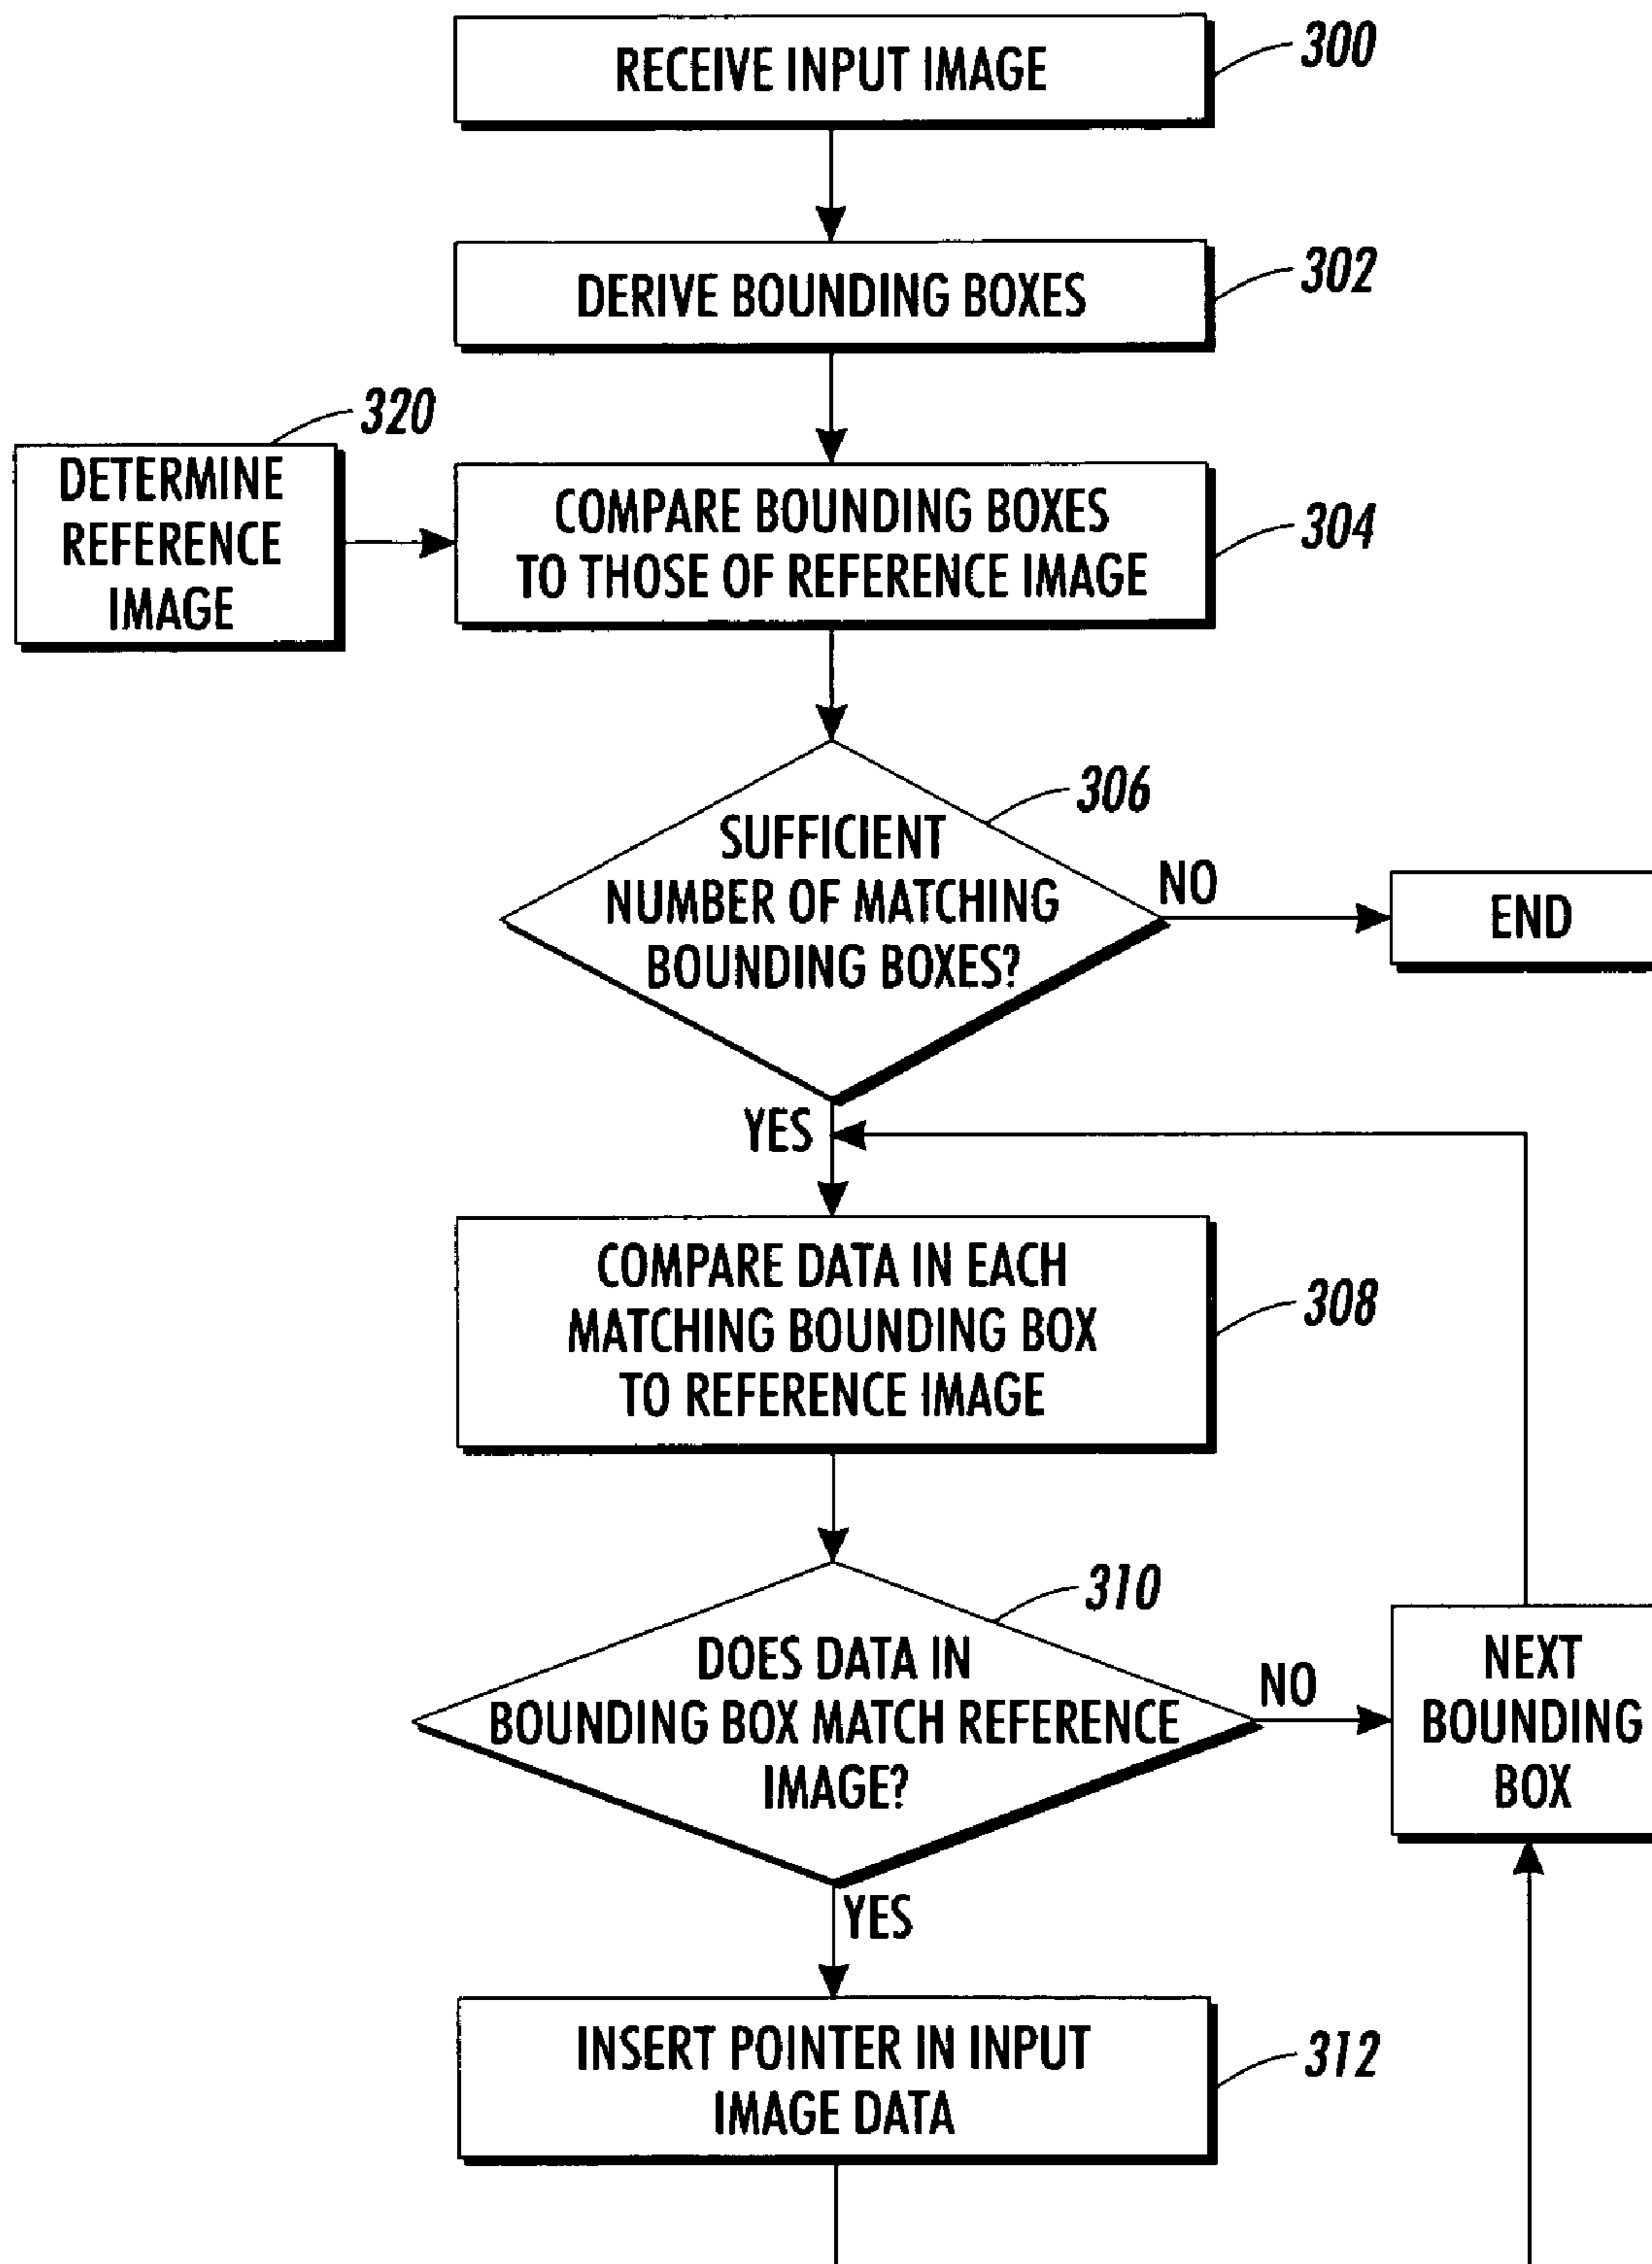 RECEIVE INPUT IMAGE
300
DERIVE BOUNDING BOXES
302
320
DETERMINE
REFERENCE
IMAGE
COMPARE BOUNDING BOXES
TO THOSE OF REFERENCE IMAGE
304
306
SUFFICIENT
NUMBER OF MATCHING
BOUNDING BOXES?
NO
END
YES
COMPARE DATA IN EACH
MATCHING BOUNDING BOX
TO REFERENCE IMAGE
308
310
DOES DATA IN
BOUNDING BOX MATCH REFERENCE
IMAGE?
NO
NEXT
BOUNDING
BOX
YES
INSERT POINTER IN INPUT
IMAGE DATA
312